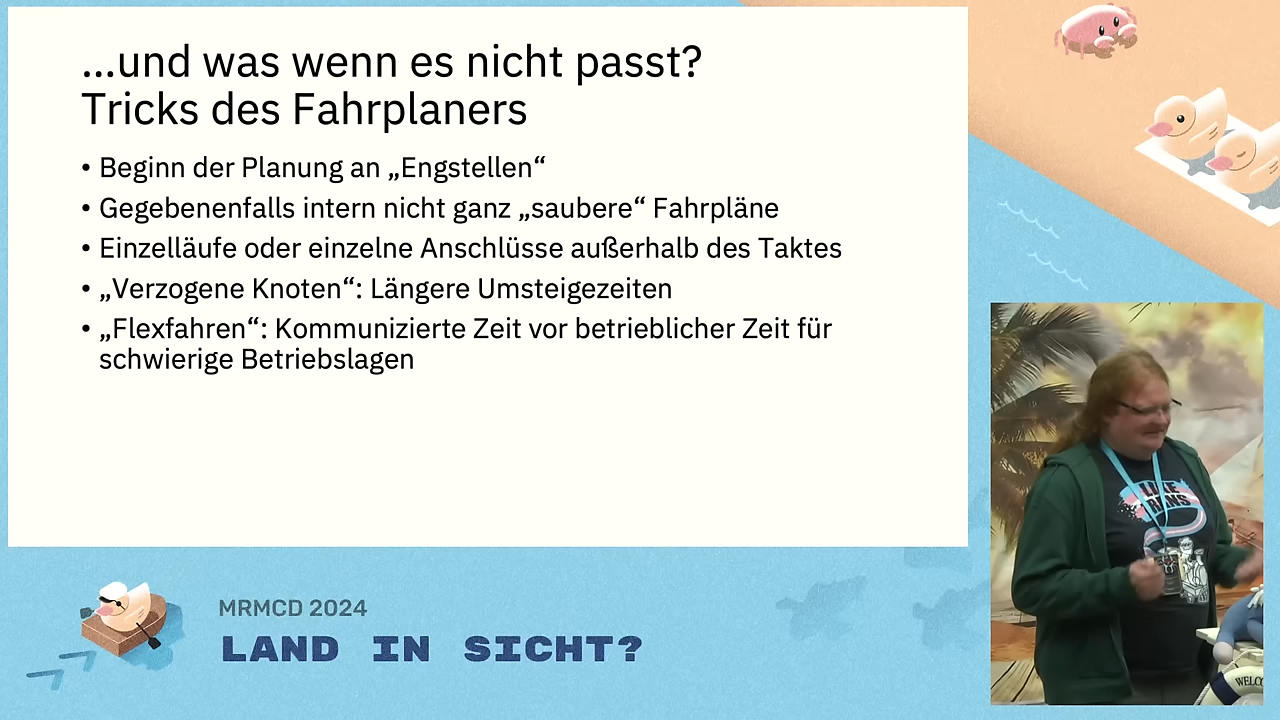 ...und was wenn es nicht passt?
Tricks des Fahrplaners
• Beginn der Planung an „Engstellen“
• Gegebenenfalls intern nicht ganz „saubere“ Fahrpläne
• Einzelläufe oder einzelne Anschlüsse außerhalb des Taktes
• „Verzogene Knoten“: Längere Umsteigezeiten
• „Flexfahren“: Kommunizierte Zeit vor betrieblicher Zeit für
schwierige Betriebslagen
MRMCD 2024
LAND IN SICHT?